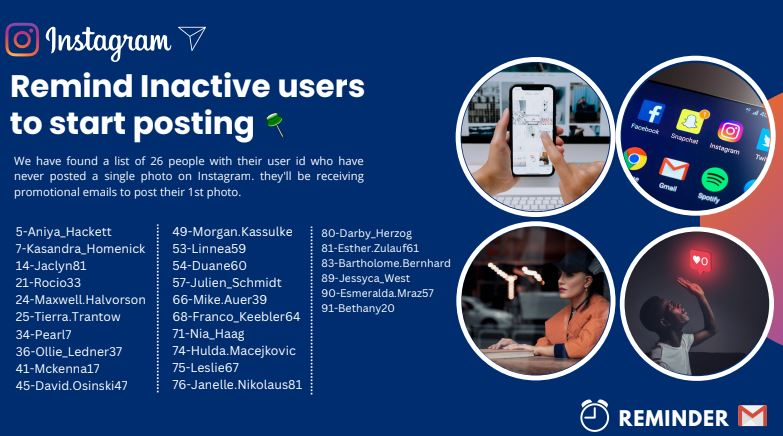 Instagram
Remind Inactive users
to start posting
We have found a list of 26 people with their user id who have
never posted a single photo on Instagram. they'll be receiving
promotional emails to post their 1st photo.
5-Aniya_Hackett
7-Kasandra_Homenick
14-Jaclyn81
21-Rocio33
24-Maxwell.Halvorson
25-Tierra.Trantow
34-Pearl7
36-Ollie_Ledner37
41-Mckenna17
45-David.Osinski47
49-Morgan.Kassulke
53-Linnea59
54-Duane60
57-Julien_Schmidt
66-Mike.Auer39
68-Franco_Keebler64
71-Nia_Haag
74-Hulda.Macejkovic
75-Leslie67
76-Janelle.Nikolaus81
80-Darby_Herzog
81-Esther.Zulauf61
83-Bartholome.Bernhard
89-Jessyca_West
90-Esmeralda.Mraz57
91-Bethany20
Facebook
Snapchat
Instagram
Gmail
Spotify
0
REMINDER